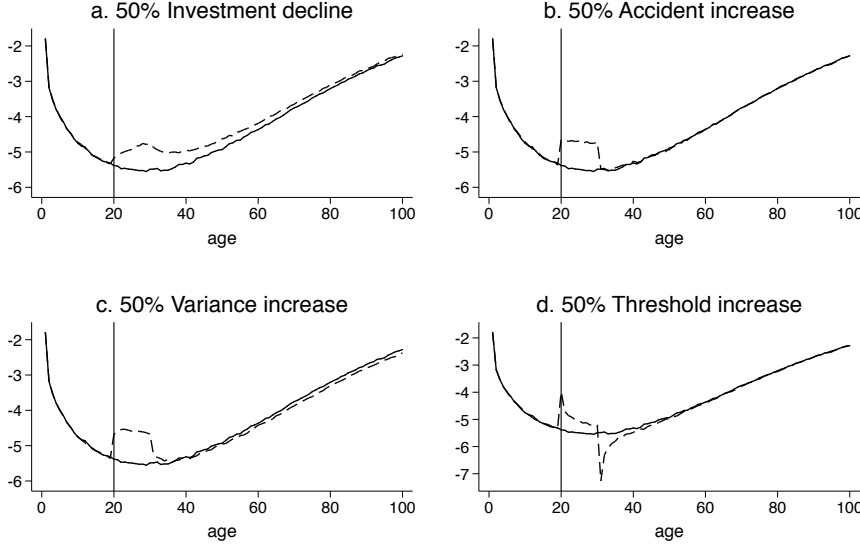 a. 50% Investment decline
-2
-3
-4
-5
-6
0 20 40 60 80 100
age
b. 50% Accident increase
-2
-3
-4
-5
-6
0 20 40 60 80 100
age
c. 50% Variance increase
-2
-3
-4
-5
-6
0 20 40 60 80 100
age
d. 50% Threshold increase
-2
-3
-4
-5
-6
-7
0 20 40 60 80 100
age